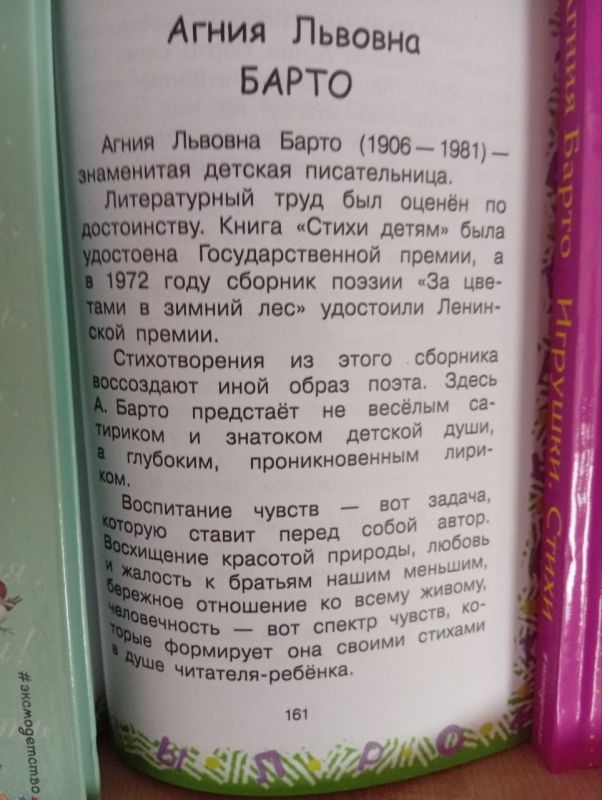 Агния Львовна
БАРТО
Агния Львовна Барто (1906 — 1981) —
знаменитая детская писательница.
Литературный труд был оценён по
достоинству. Книга «Стихи детям» была
удостоена Государственной премии, а
в 1972 году сборник поэзии «За цве-
тами в зимний лес» удостоили Ленин-
ской премии.
Стихотворения из этого сборника
воссоздают иной образ поэта. Здесь
А. Барто предстаёт не весёлым са-
тириком и знатоком детской души,
а глубоким, проникновенным лири-
ком.
Воспитание чувств — вот задача,
которую ставит перед собой автор.
Восхищение красотой природы, любовь
и жалость к братьям нашим меньшим,
бережное отношение ко всему живому,
человечность — вот спектр чувств, ко-
торые формирует она своими стихами
в душе читателя-ребёнка.
161
Ы Л Р О
#эксмодетство
Агния Барто Игрушки. Стихи